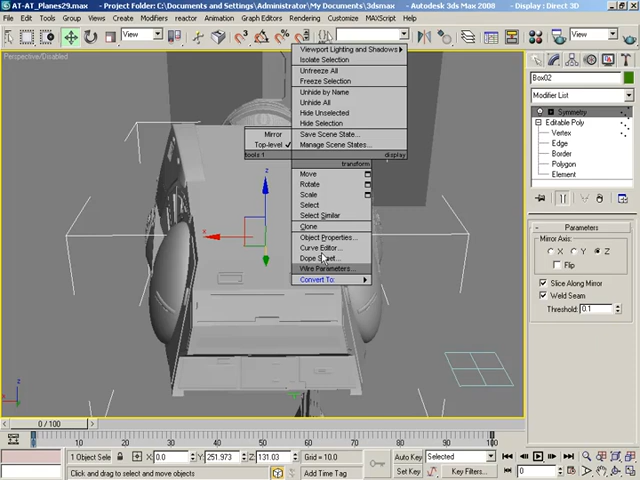 AT-AT_Planes29.max - Project Folder: C:\Documents and Settings\Administrator\My Documents\3dsmax - Autodesk 3ds Max 2008 - Display : Direct 3D
File Edit Tools Group Views Create Modifiers reactor Animation Graph Editors Rendering Customize MAXScript Help
View
View
Perspective/Disabled
Viewport Lighting and Shadows
Isolate Selection
Unfreeze All
Freeze Selection
Unhide by Name
Unhide All
Hide Unselected
Hide Selection
Mirror
Save Scene State...
Top-level
Manage Scene States...
tools 1
display
transform
Move
Rotate
Scale
Select
Select Similar
Clone
Object Properties...
Curve Editor...
Dope Sheet...
Wire Parameters...
Convert To:
Box02
Modifier List
Symmetry
Editable Poly
Vertex
Edge
Border
Polygon
Element
Parameters
Mirror Axis:
X Y Z
Flip
Slice Along Mirror
Weld Seam
Threshold: 0.1
z
x
z
x
0 / 100
0 10 20 30 40 50 60 70 80 90 100
1 Object Selec
X: 0.0
Y: 251.973
Z: 131.03
Grid = 10.0
Auto Key
Selected
Click and drag to select and move objects
Add Time Tag
Set Key
Key Filters...
0